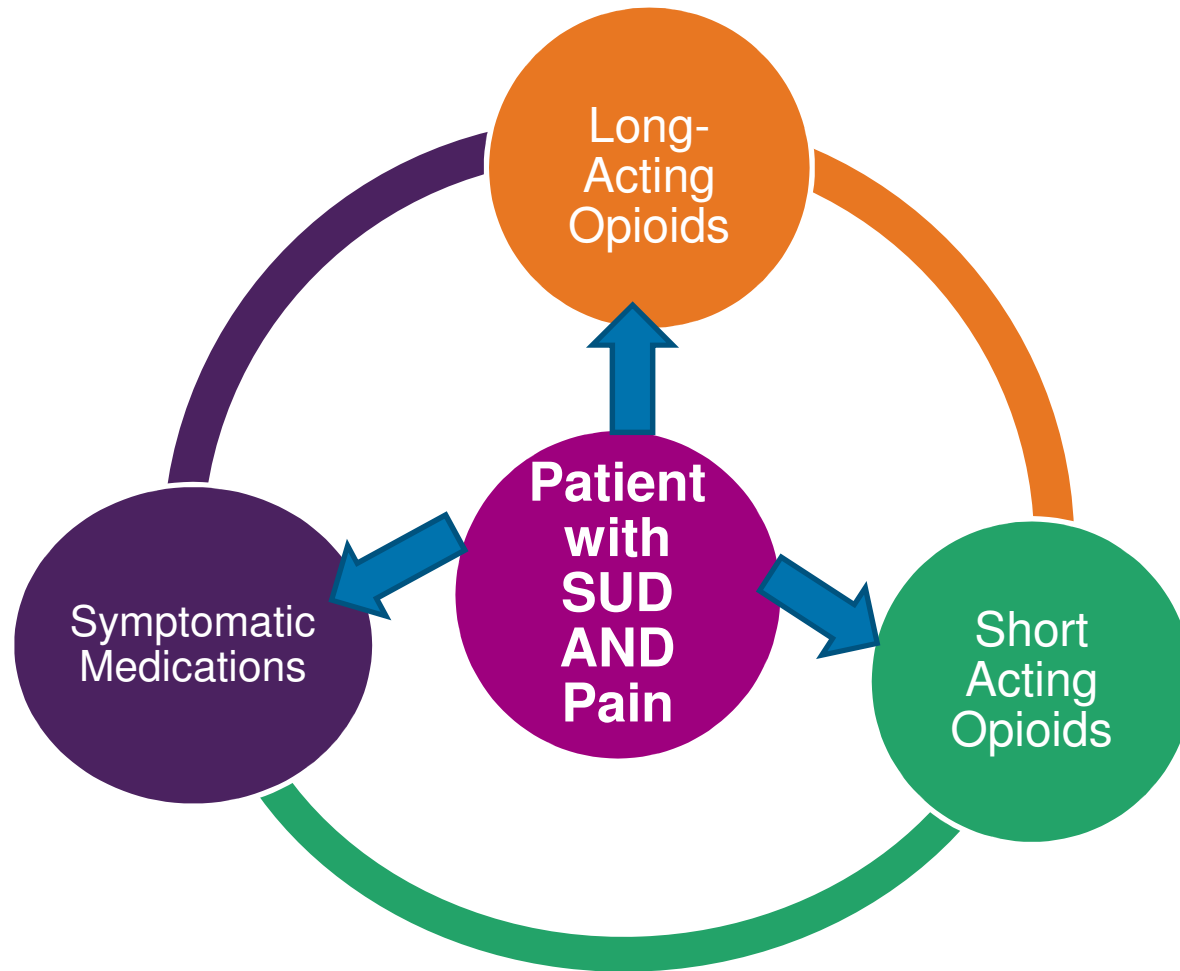 Long-
Acting
Opioids
Patient
with
SUD
AND
Pain
Symptomatic
Medications
Short
Acting
Opioids